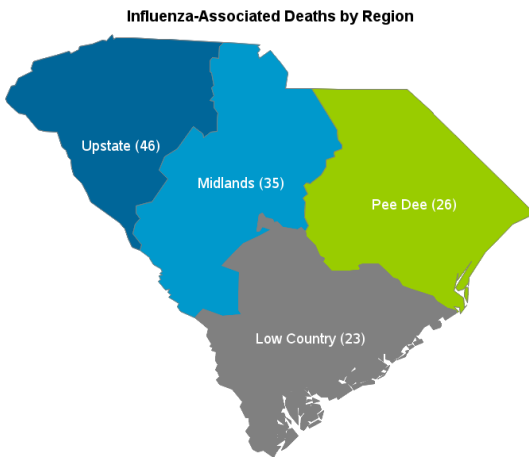 Influenza-Associated Deaths by Region
Upstate (46)
Midlands (35)
Pee Dee (26)
Low Country (23)